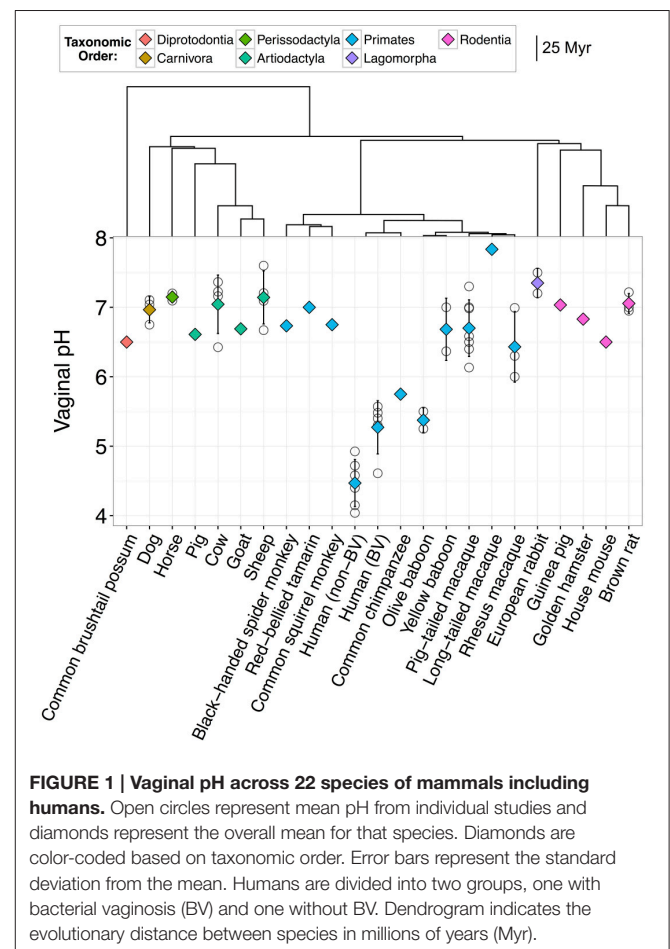 Taxonomic Order:
Diprotodontia
Perissodactyla
Primates
Rodentia
Carnivora
Artiodactyla
Lagomorpha
25 Myr
Vaginal pH
8
7
6
5
4
Common brushtail possum
Dog
Horse
Pig
Cow
Goat
Sheep
Black−handed spider monkey
Red−bellied tamarin
Common squirrel monkey
Human (non−BV)
Human (BV)
Common chimpanzee
Olive baboon
Yellow baboon
Pig−tailed macaque
Long−tailed macaque
Rhesus macaque
European rabbit
Guinea pig
Golden hamster
House mouse
Brown rat
FIGURE 1 | Vaginal pH across 22 species of mammals including
humans. Open circles represent mean pH from individual studies and
diamonds represent the overall mean for that species. Diamonds are
color-coded based on taxonomic order. Error bars represent the standard
deviation from the mean. Humans are divided into two groups, one with
bacterial vaginosis (BV) and one without BV. Dendrogram indicates the
evolutionary distance between species in millions of years (Myr).